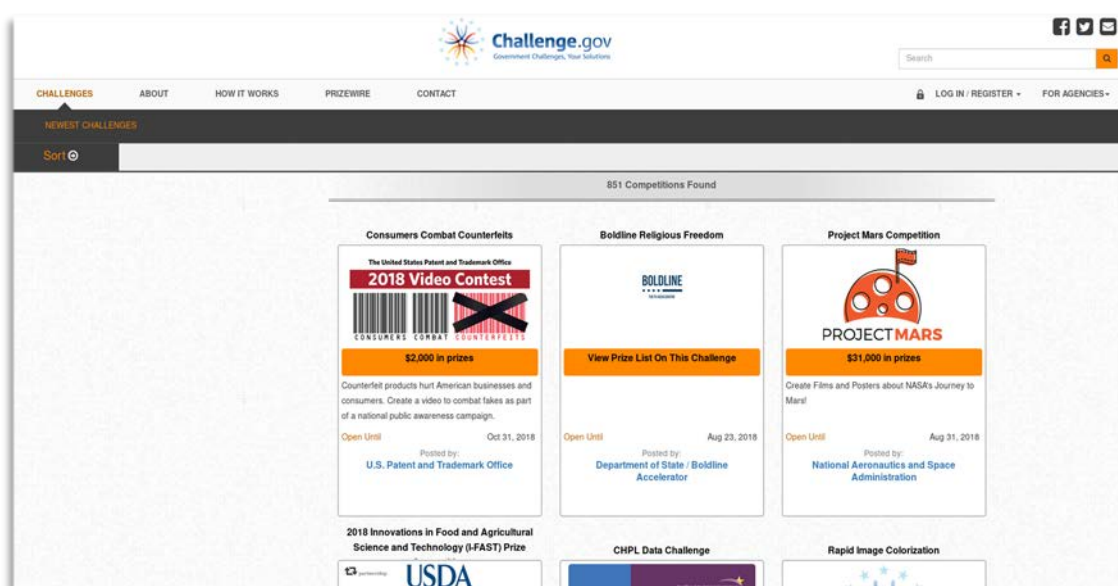 Challenge.gov
Government Challenges, Your Solutions
Search
CHALLENGES
ABOUT
HOW IT WORKS
PRIZEWIRE
CONTACT
LOG IN / REGISTER
FOR AGENCIES
NEWEST CHALLENGES
Sort
851 Competitions Found
Consumers Combat Counterfeits
The United States Patent and Trademark Office
2018 Video Contest
CONSUMERS COMBAT COUNTERFEITS
$2,000 in prizes
Counterfeit products hurt American businesses and
consumers. Create a video to combat fakes as part
of a national public awareness campaign.
Open Until
Oct 31, 2018
Posted by:
U.S. Patent and Trademark Office
Boldline Religious Freedom
BOLDLINE
View Prize List On This Challenge
Open Until
Aug 23, 2018
Posted by:
Department of State / Boldline
Accelerator
Project Mars Competition
PROJECT MARS
$31,000 in prizes
Create Films and Posters about NASA's Journey to
Mars!
Open Until
Aug 31, 2018
Posted by:
National Aeronautics and Space
Administration
2018 Innovations in Food and Agricultural
Science and Technology (I-FAST) Prize
USDA
CHPL Data Challenge
Rapid Image Colorization